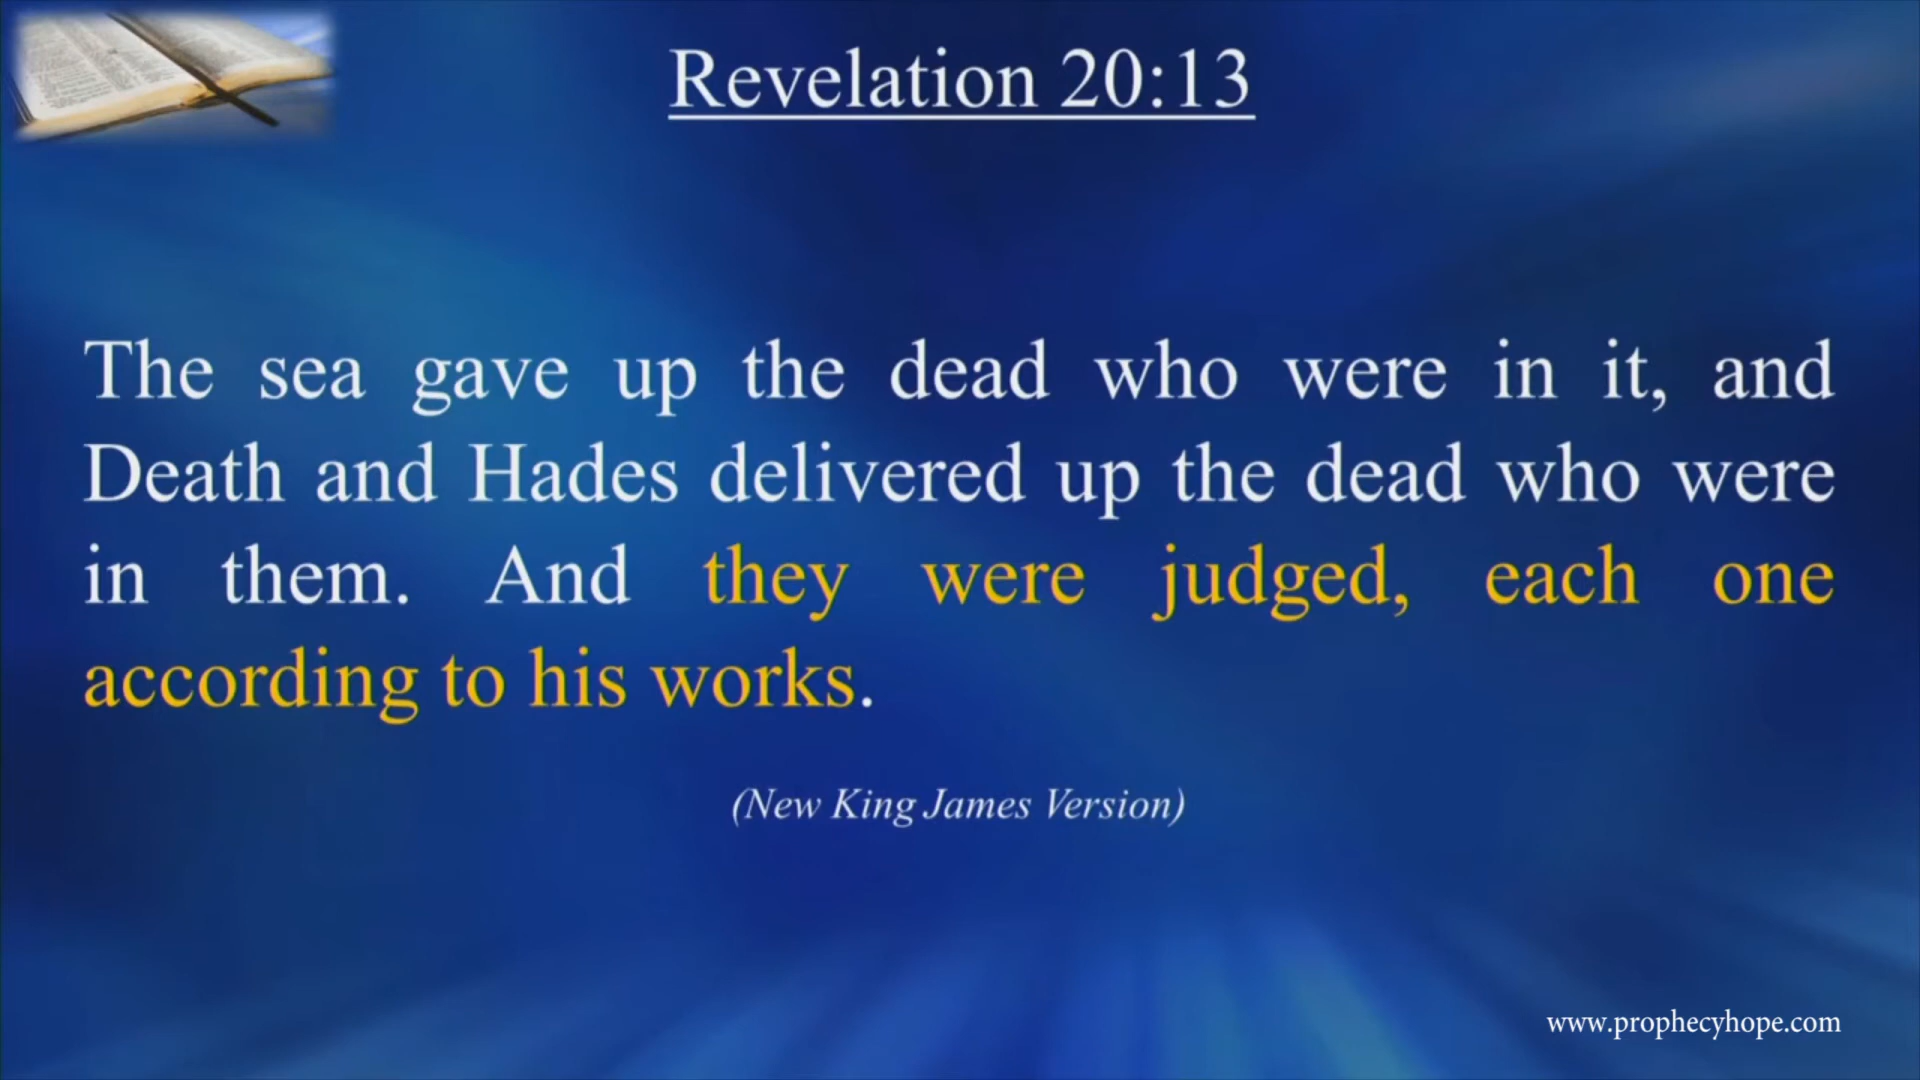 Revelation 20:13
The sea gave up the dead who were in it, and
Death and Hades delivered up the dead who were
in them. And they were judged, each one
according to his works.
(New King James Version)
www.prophecyhope.com